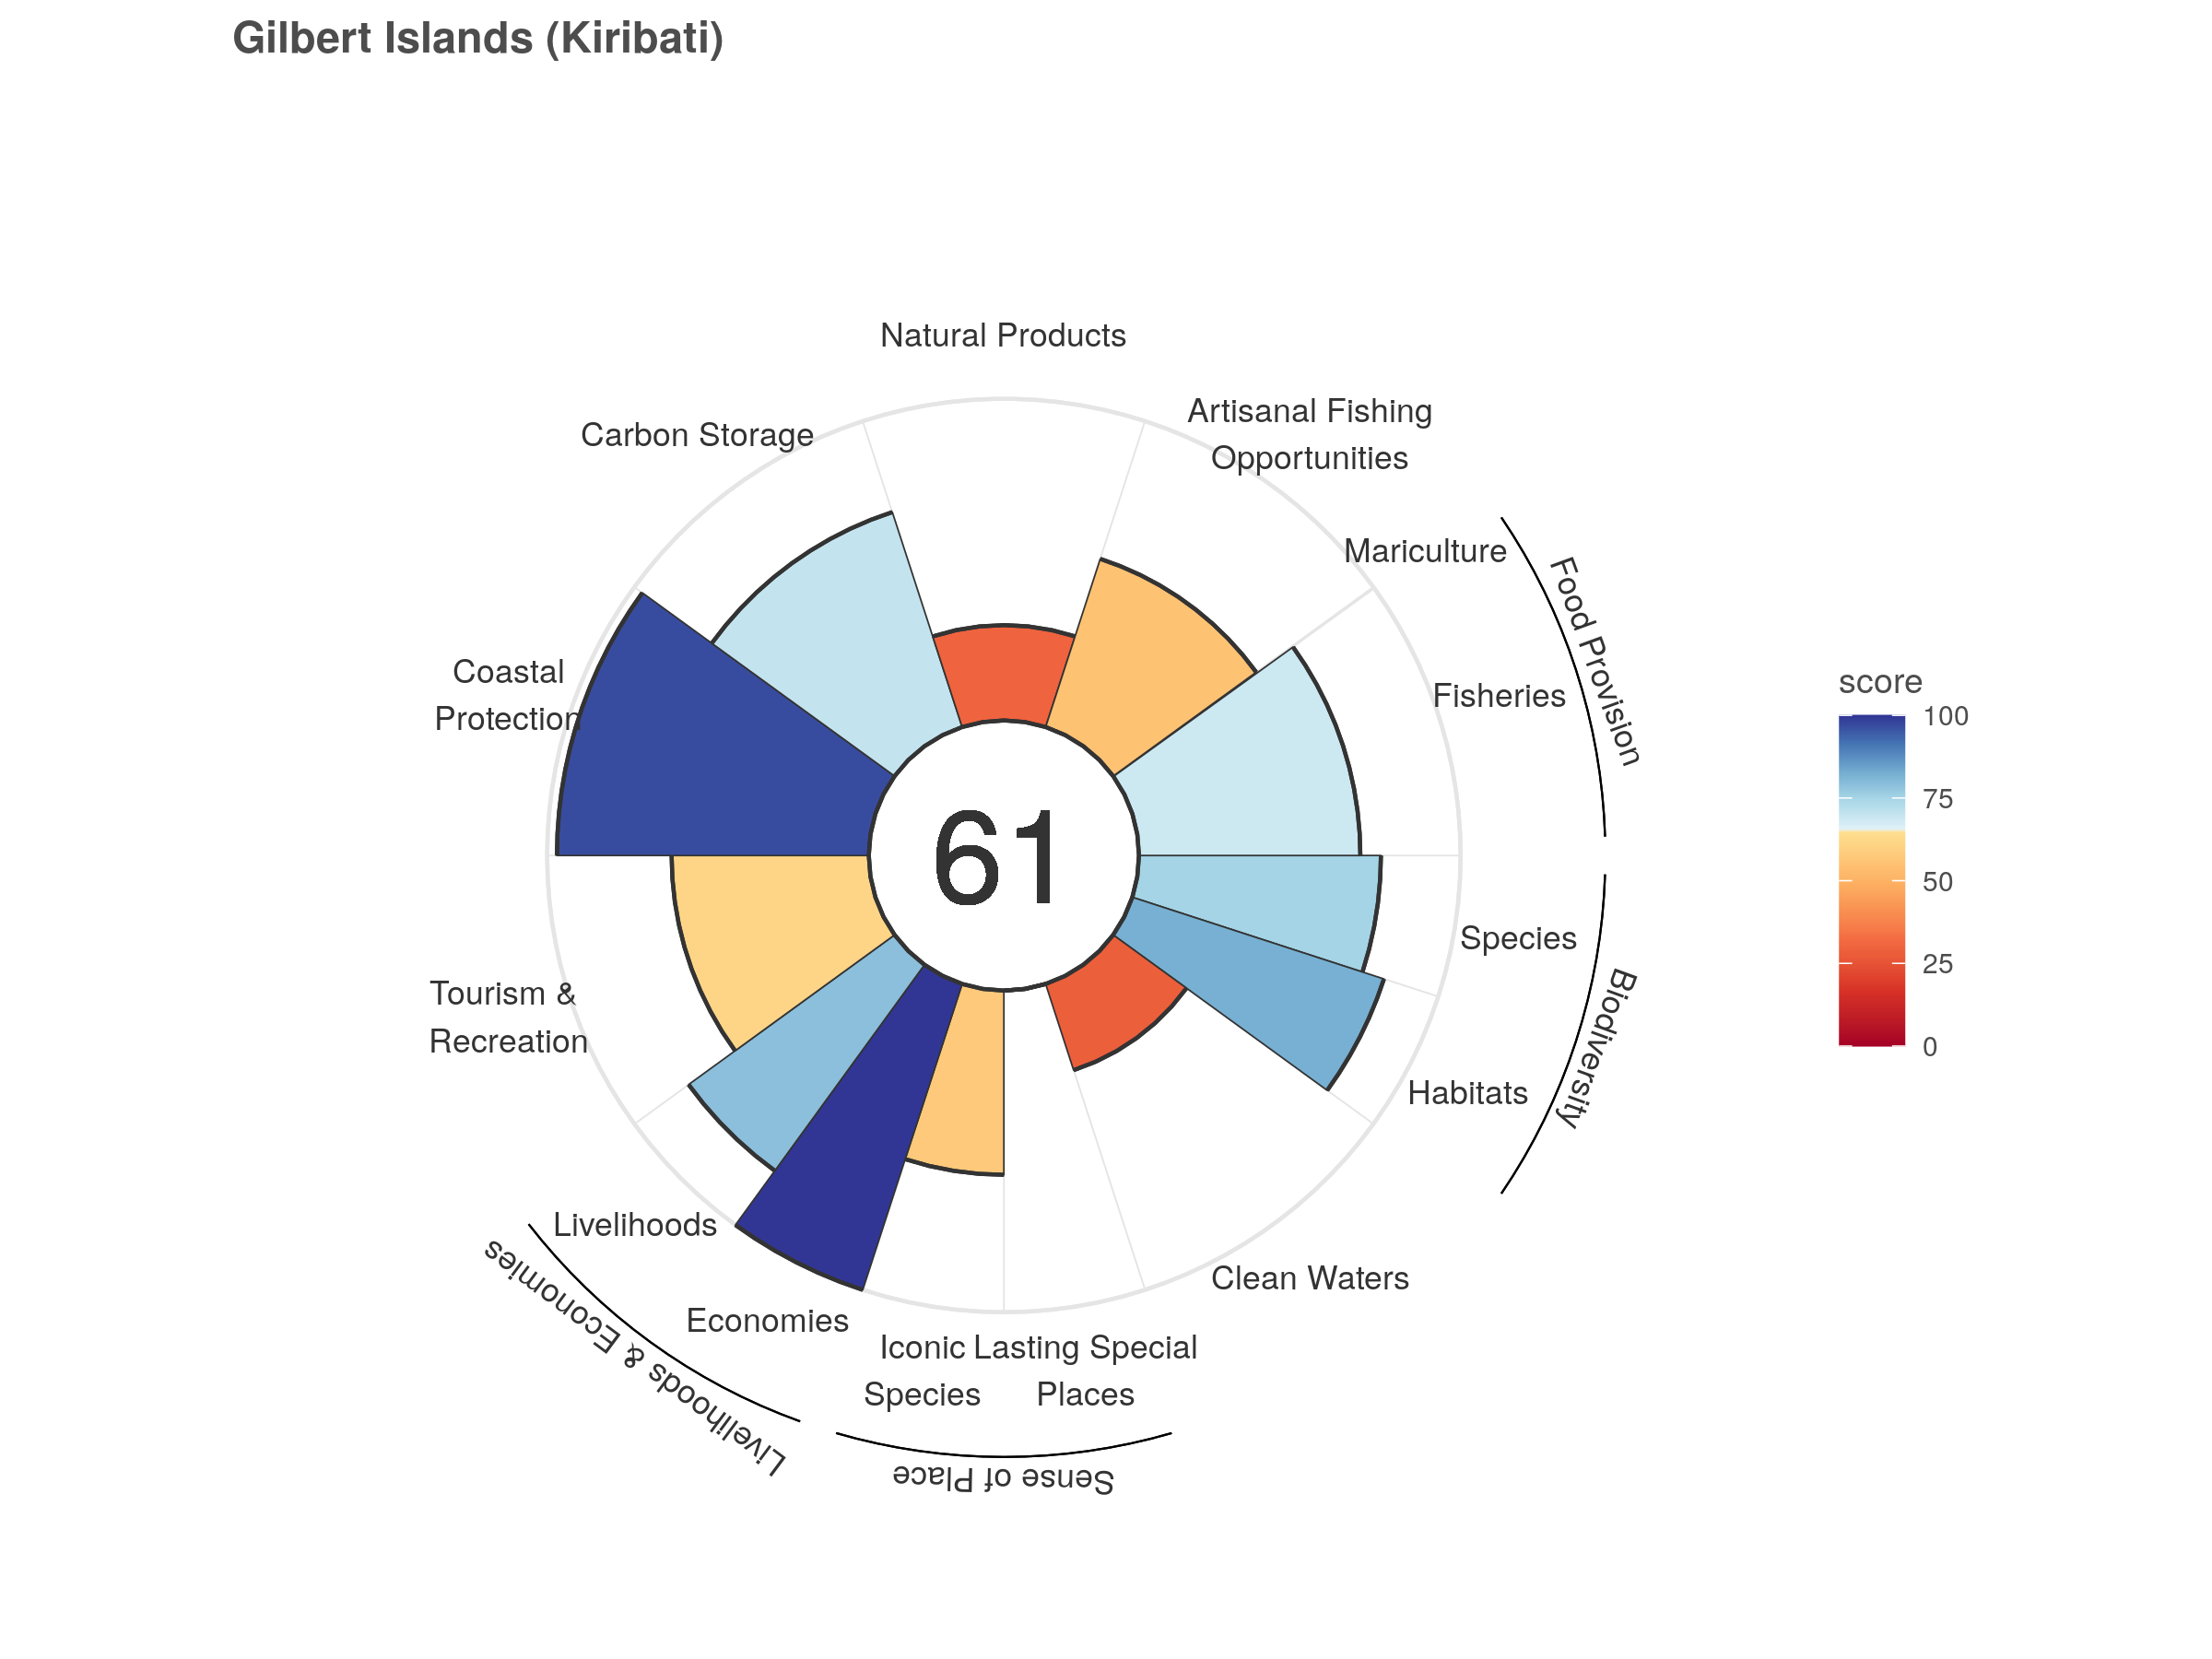 Gilbert Islands (Kiribati)
Natural Products
Artisanal Fishing
Opportunities
Carbon Storage
Mariculture
Food Provision
Fisheries
Coastal
Protection
61
score
100
75
50
25
0
Species
Biodiversity
Habitats
Tourism &
Recreation
Livelihoods
Economies
Livelihoods & Economies
Clean Waters
Iconic
Species
Lasting Special
Places
Sense of Place